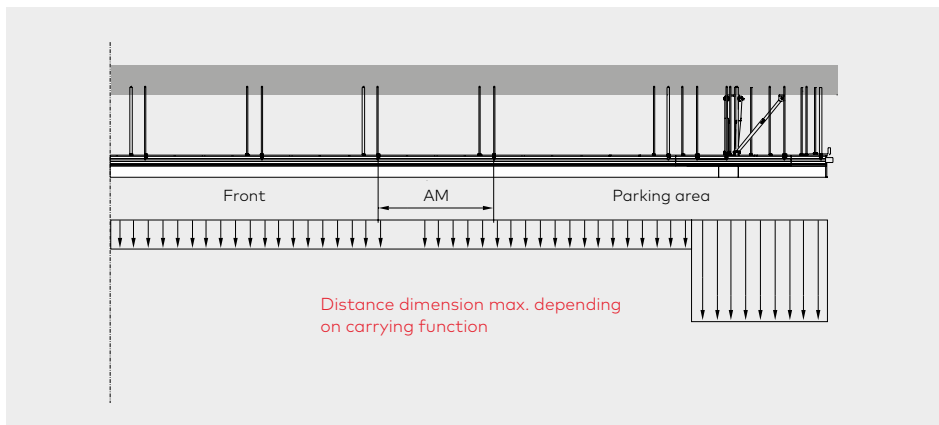 Front
AM
Parking area
Distance dimension max. depending
on carrying function